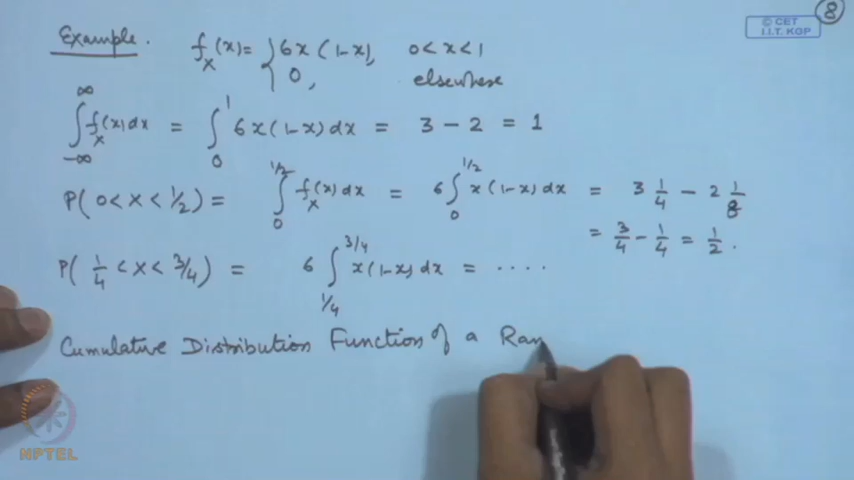 8
© CET
I.I.T. KGP
Example. f_X(x) = { 6x(1-x), 0<x<1
0, elsewhere
∫_{-∞}^{∞} f_X(x) dx = ∫_0^1 6x(1-x) dx = 3 - 2 = 1
P(0<X<1/2) = ∫_0^{1/2} f_X(x) dx = 6 ∫_0^{1/2} x(1-x) dx = 3 1/4 - 2 1/8
= 3/4 - 1/4 = 1/2.
P(1/4 < X < 3/4) = 6 ∫_{1/4}^{3/4} x(1-x) dx = ....
Cumulative Distribution Function of a Ran
NPTEL